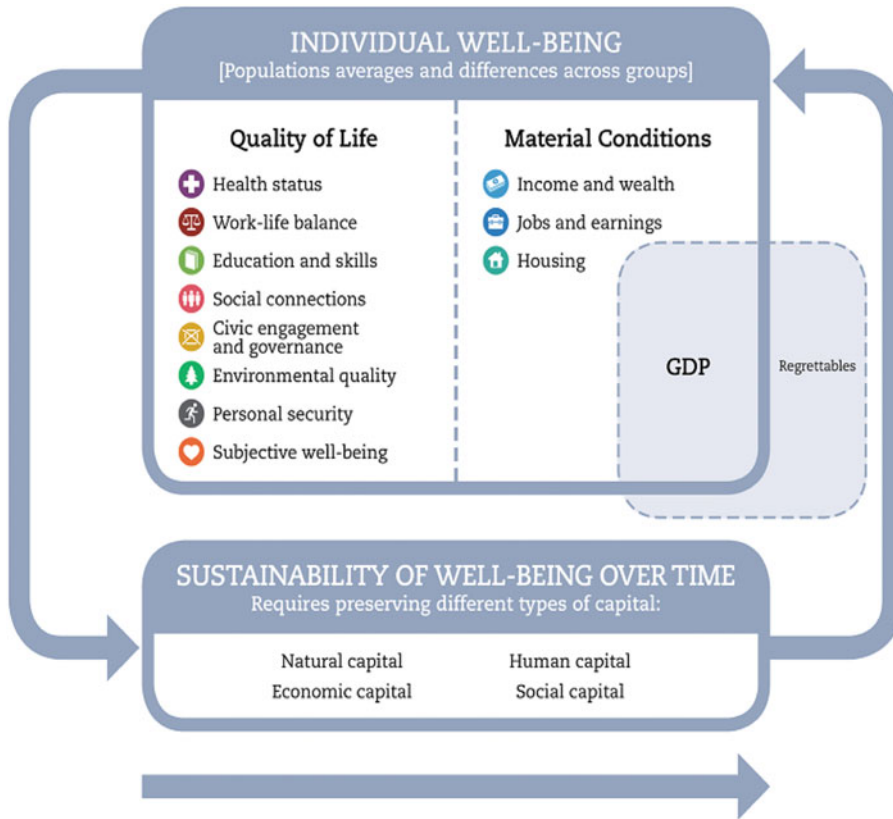 INDIVIDUAL WELL-BEING
[Populations averages and differences across groups]
Quality of Life
Health status
Work-life balance
Education and skills
Social connections
Civic engagement
and governance
Environmental quality
Personal security
Subjective well-being
Material Conditions
Income and wealth
Jobs and earnings
Housing
GDP
Regrettables
SUSTAINABILITY OF WELL-BEING OVER TIME
Requires preserving different types of capital:
Natural capital
Human capital
Economic capital
Social capital